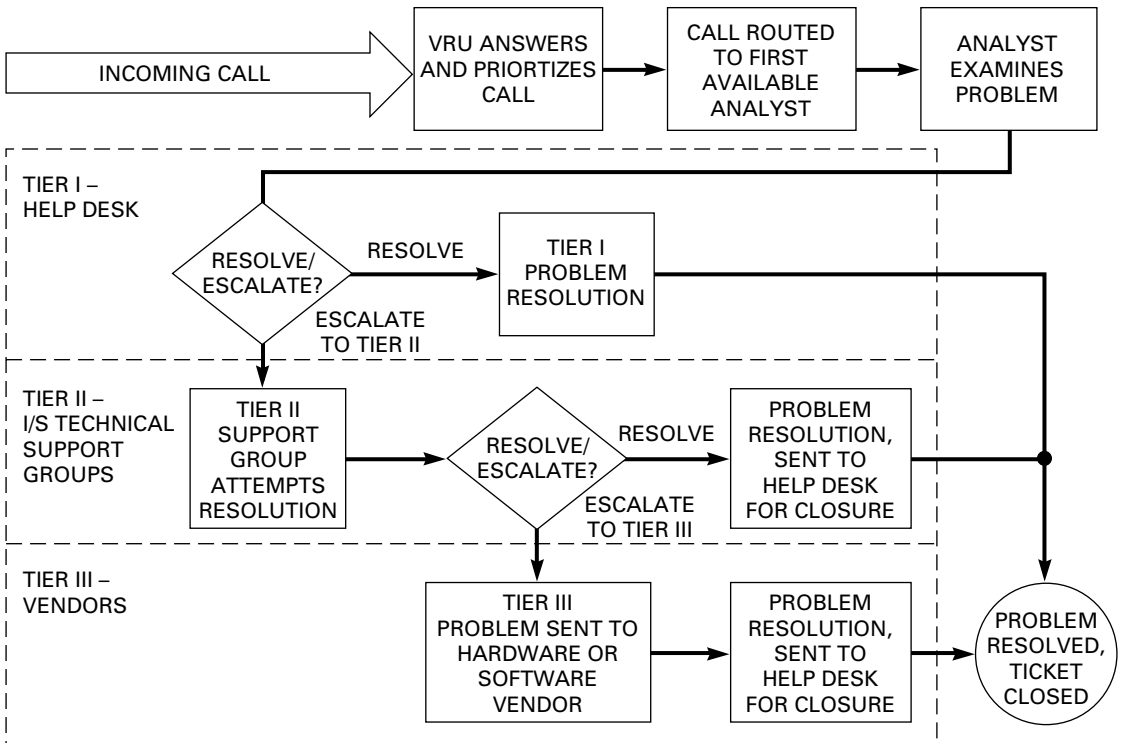 INCOMING CALL
VRU ANSWERS
AND PRIORTIZES
CALL
CALL ROUTED
TO FIRST
AVAILABLE
ANALYST
ANALYST
EXAMINES
PROBLEM
TIER I –
HELP DESK
RESOLVE/
ESCALATE?
RESOLVE
TIER I
PROBLEM
RESOLUTION
ESCALATE
TO TIER II
TIER II –
I/S TECHNICAL
SUPPORT
GROUPS
TIER II
SUPPORT
GROUP
ATTEMPTS
RESOLUTION
RESOLVE/
ESCALATE?
RESOLVE
PROBLEM
RESOLUTION,
SENT TO
HELP DESK
FOR CLOSURE
ESCALATE
TO TIER III
TIER III –
VENDORS
TIER III
PROBLEM SENT TO
HARDWARE OR
SOFTWARE
VENDOR
PROBLEM
RESOLUTION,
SENT TO
HELP DESK
FOR CLOSURE
PROBLEM
RESOLVED,
TICKET
CLOSED